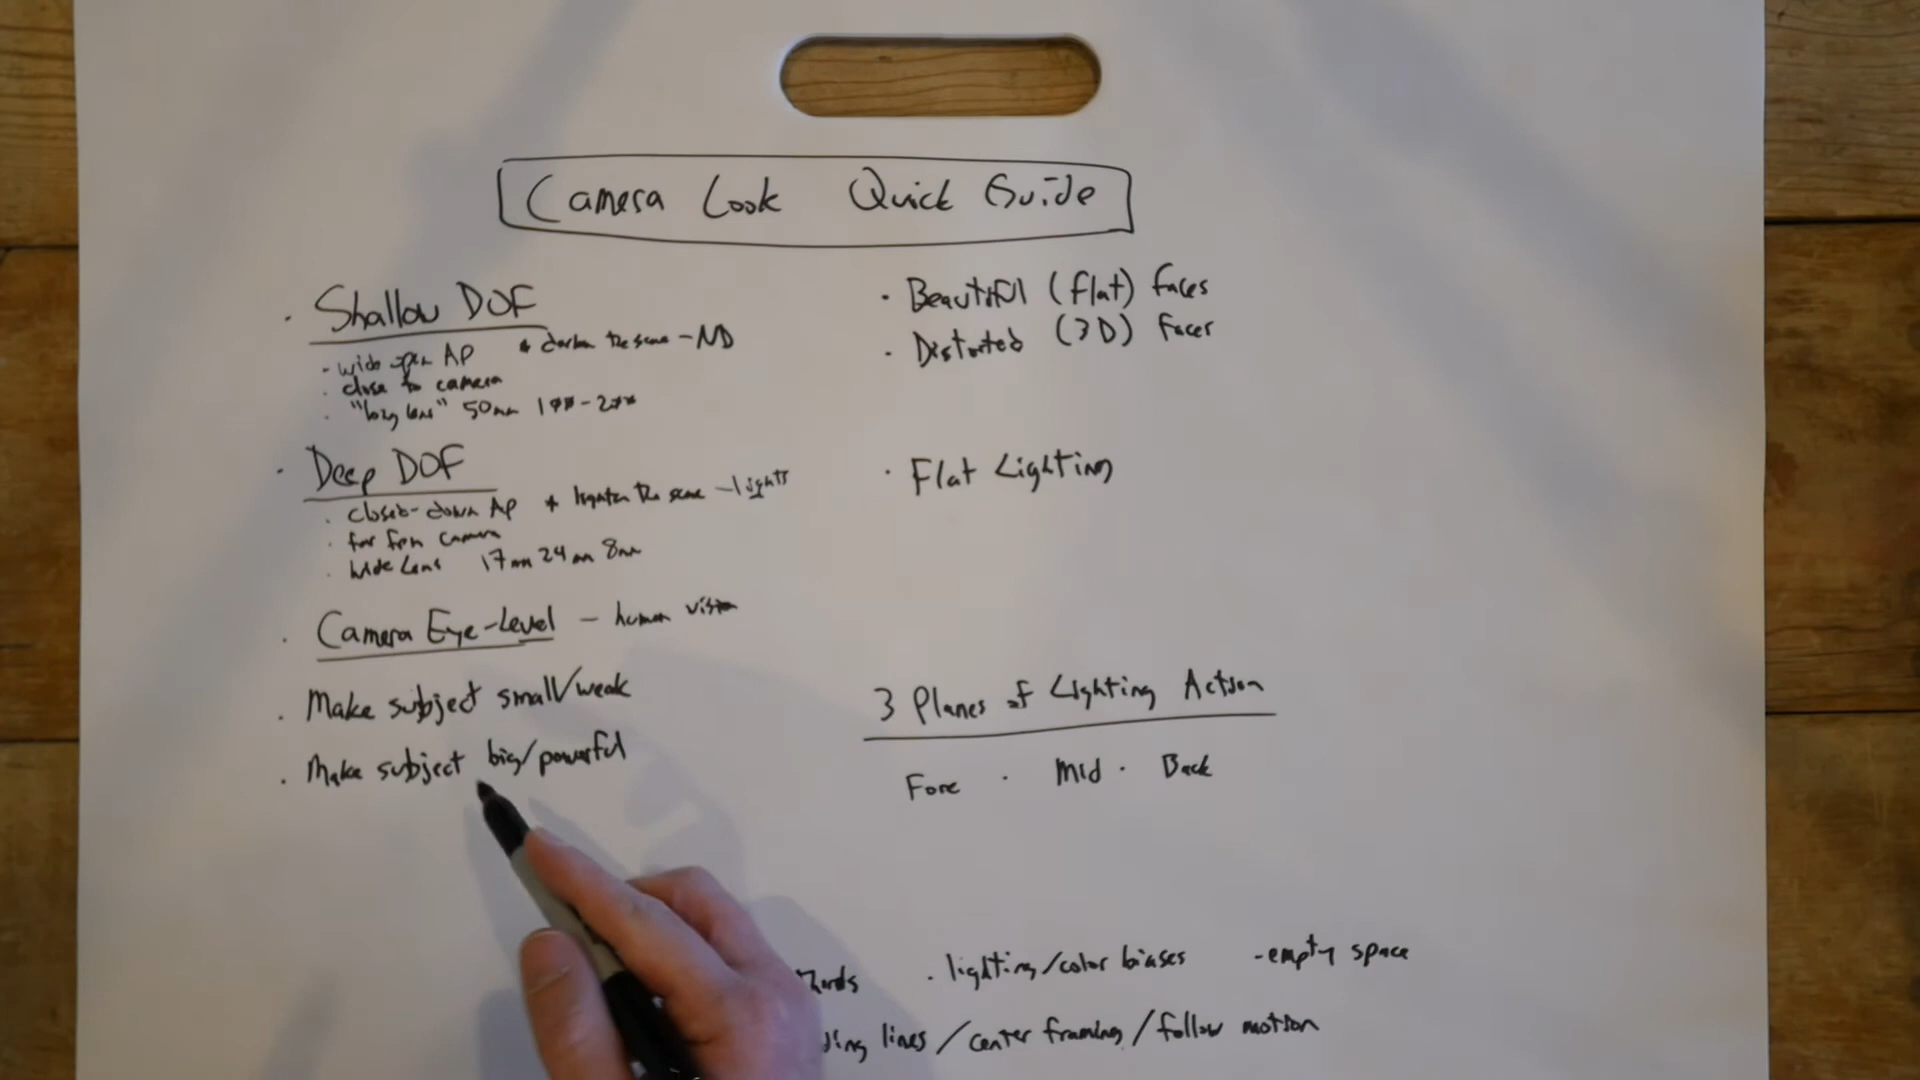 Camera Look Quick Guide
· Shallow DOF
- wide open AP * darken the scene - ND
· close to camera
· "long lens" 50mm 100-200
· Deep DOF
· closed-down AP * lighten the scene - lights
· far from camera
· wide lens 17mm 24mm 8mm
· Camera Eye-Level - human vision
· Make subject small/weak
· Make subject big/powerful
· Beautiful (flat) faces
· Distorted (3D) faces
· Flat Lighting
3 Planes of Lighting Action
Fore · Mid · Back
· lighting/color biases - empty space
lines / center framing / follow motion